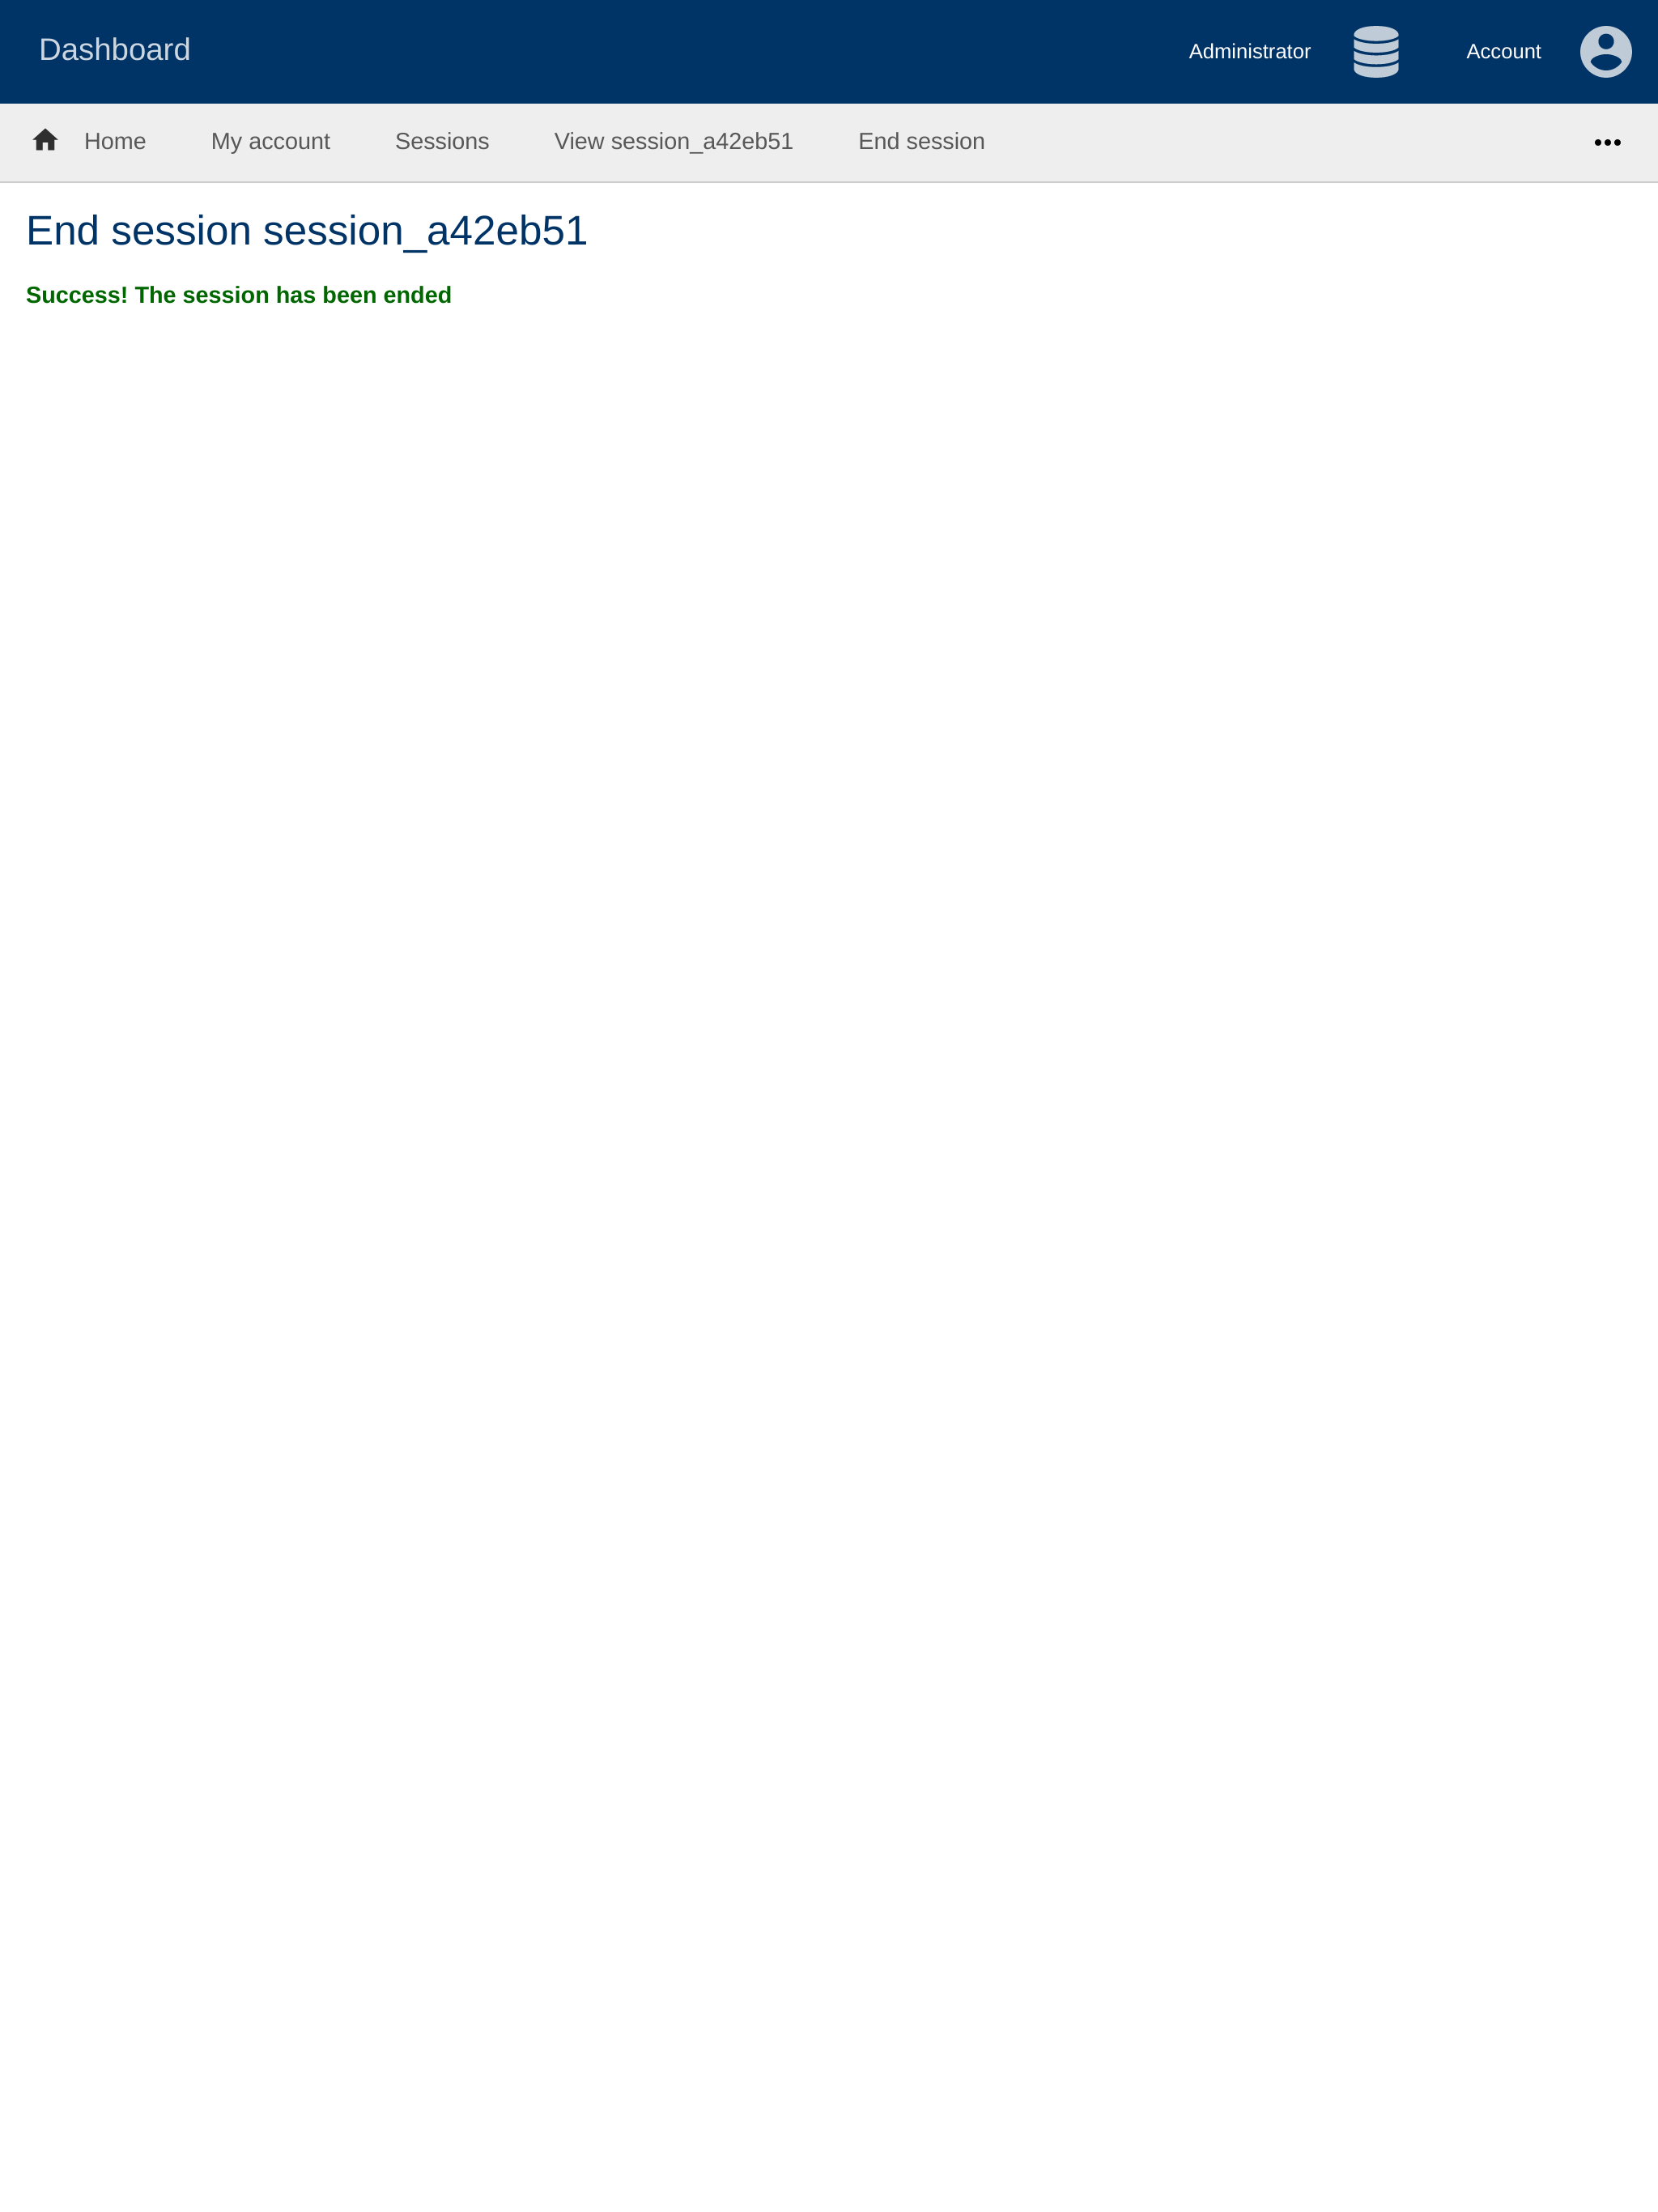 Dashboard
Administrator
Account
Home
My account
Sessions
View session_a42eb51
End session
End session session_a42eb51
Success! The session has been ended